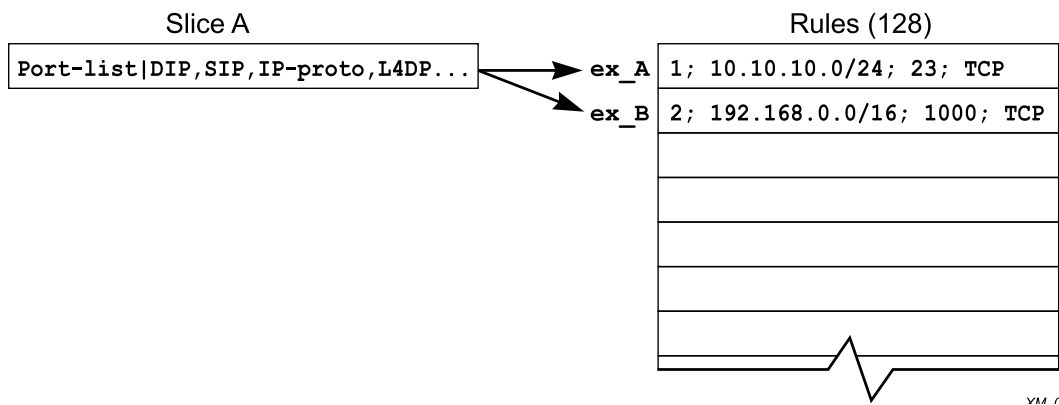 Slice A
Rules (128)
Port-list|DIP,SIP,IP-proto,L4DP...
ex_A 1; 10.10.10.0/24; 23; TCP
ex_B 2; 192.168.0.0/16; 1000; TCP